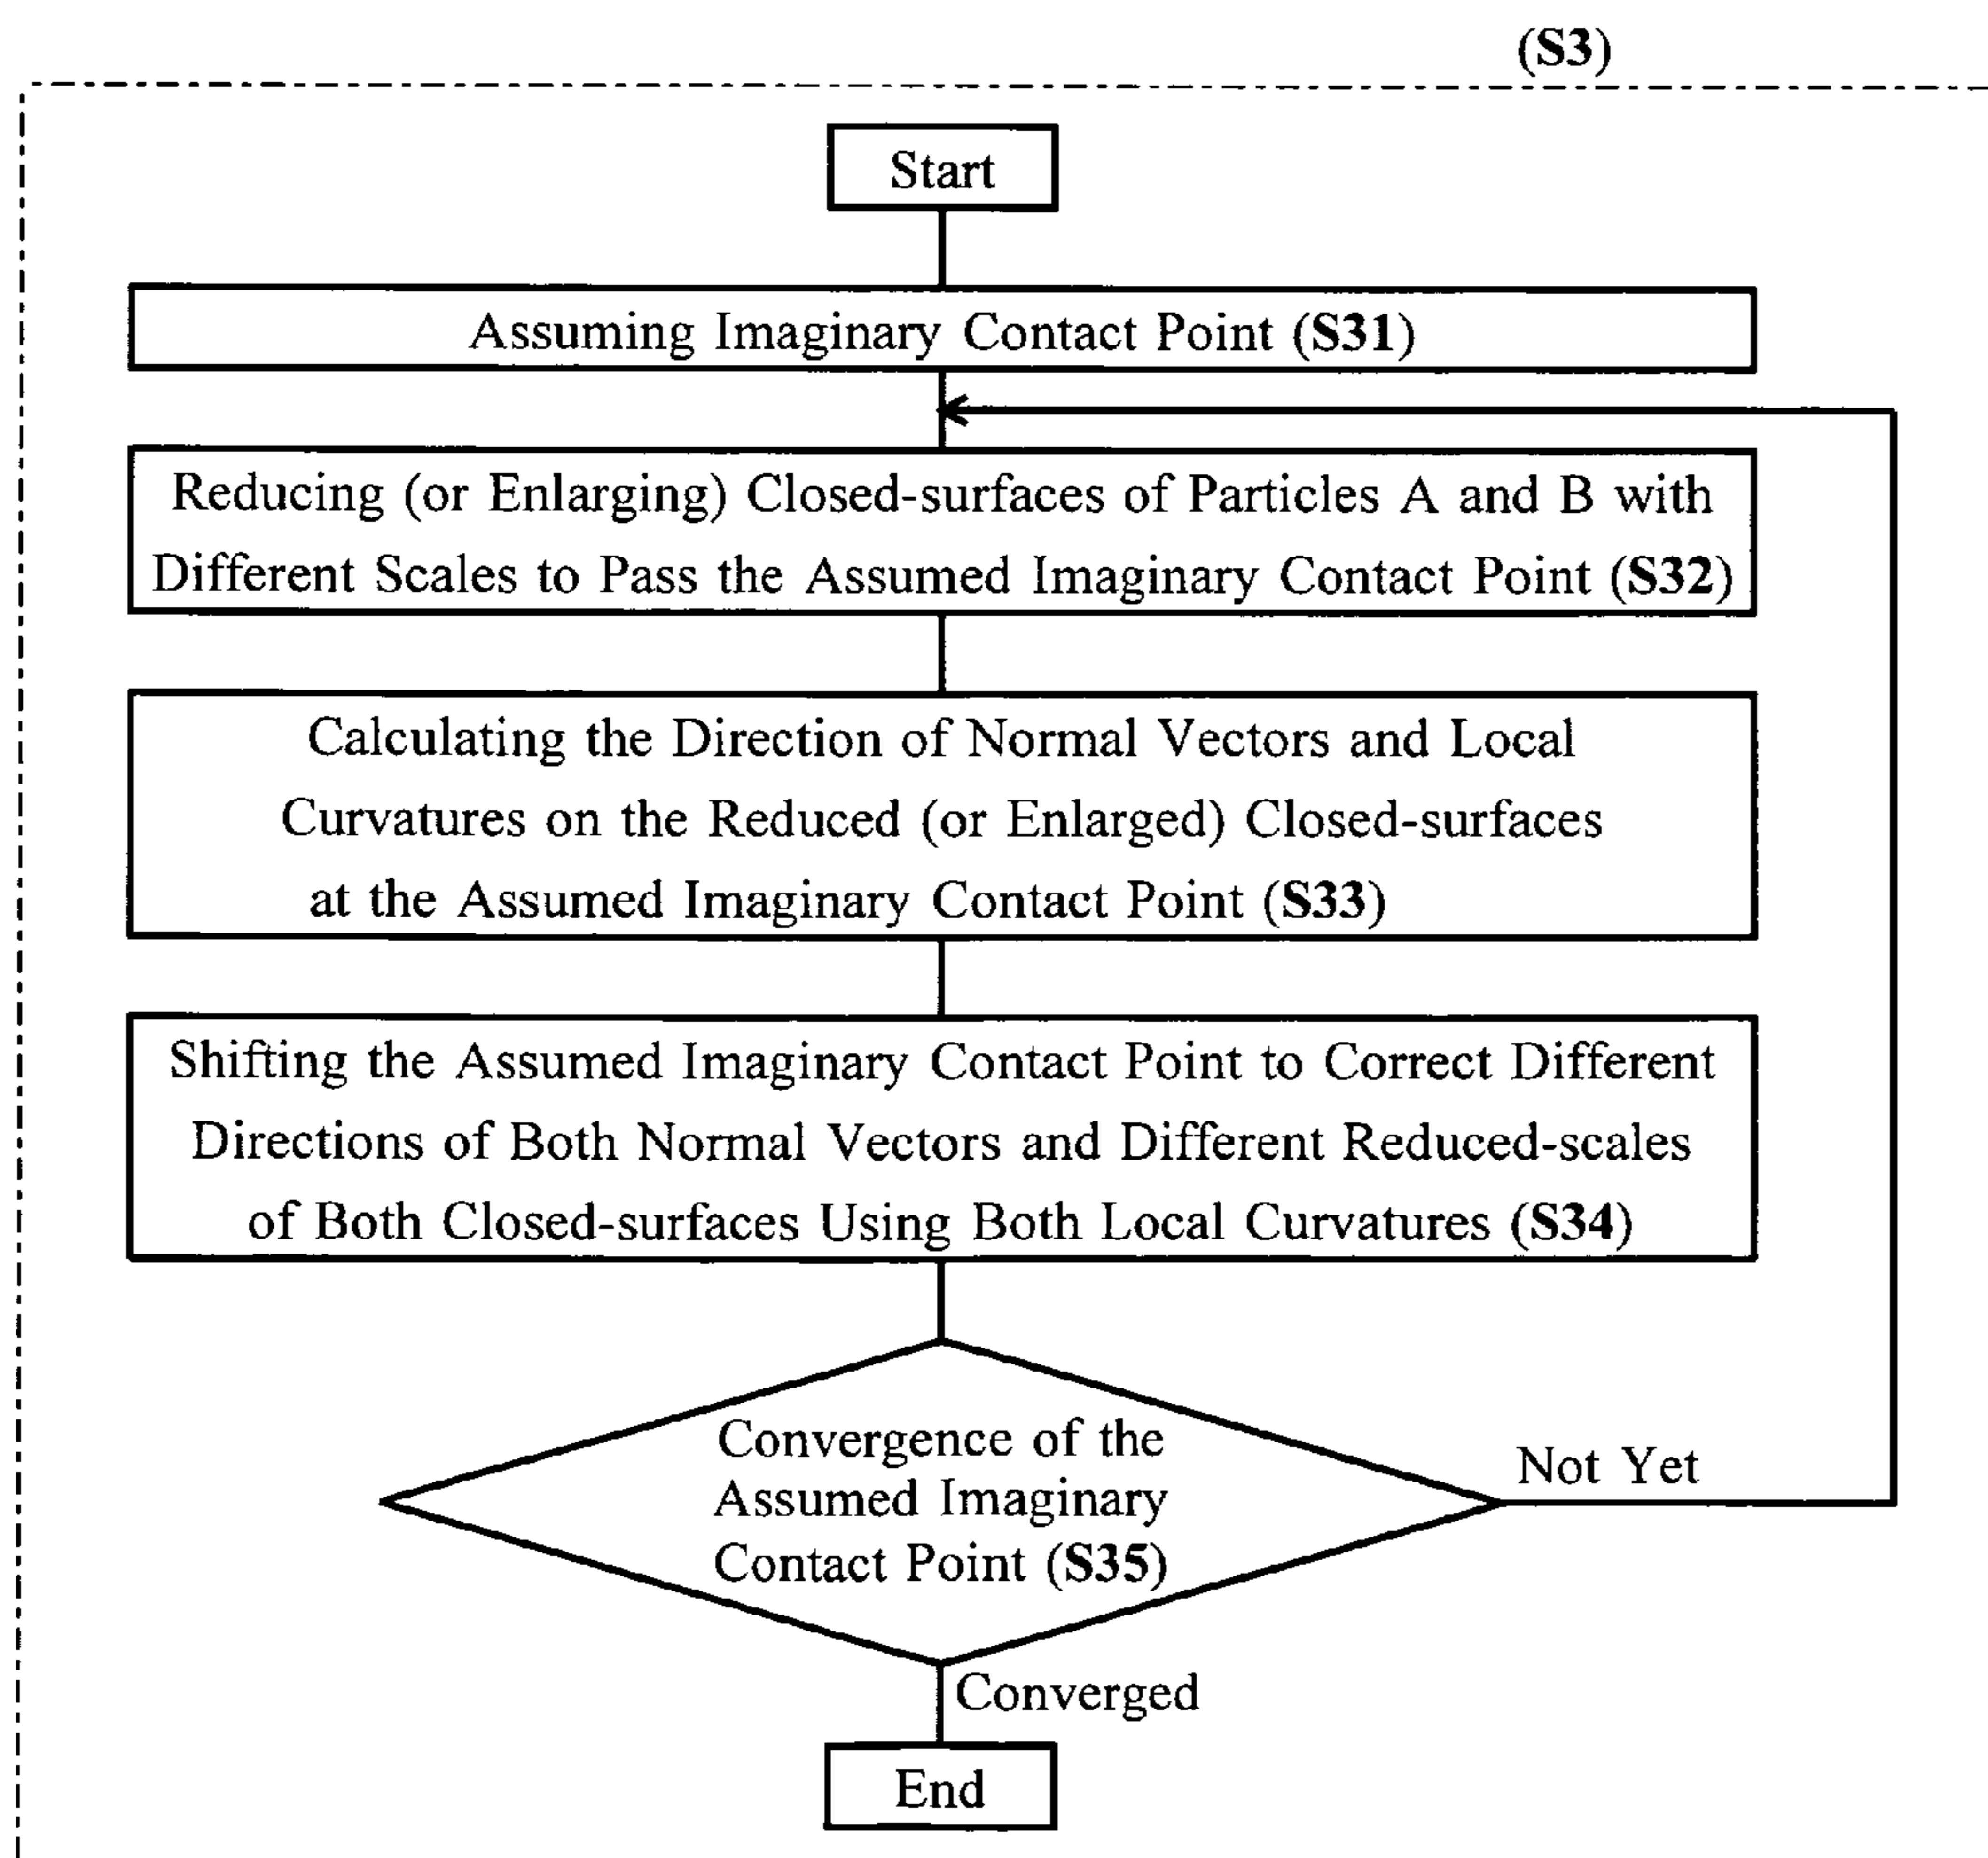 (S3)
Start
Assuming Imaginary Contact Point (S31)
Reducing (or Enlarging) Closed-surfaces of Particles A and B with
Different Scales to Pass the Assumed Imaginary Contact Point (S32)
Calculating the Direction of Normal Vectors and Local
Curvatures on the Reduced (or Enlarged) Closed-surfaces
at the Assumed Imaginary Contact Point (S33)
Shifting the Assumed Imaginary Contact Point to Correct Different
Directions of Both Normal Vectors and Different Reduced-scales
of Both Closed-surfaces Using Both Local Curvatures (S34)
Convergence of the
Assumed Imaginary
Contact Point (S35)
Not Yet
Converged
End